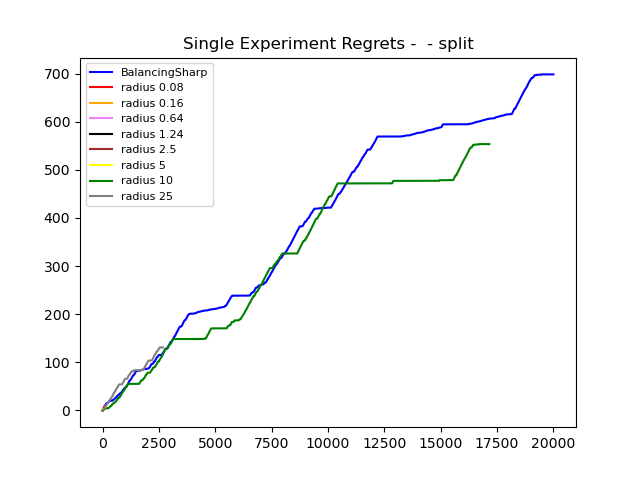 Single Experiment Regrets -  - split
700
600
500
400
300
200
100
0
BalancingSharp
radius 0.08
radius 0.16
radius 0.64
radius 1.24
radius 2.5
radius 5
radius 10
radius 25
0 2500 5000 7500 10000 12500 15000 17500 20000